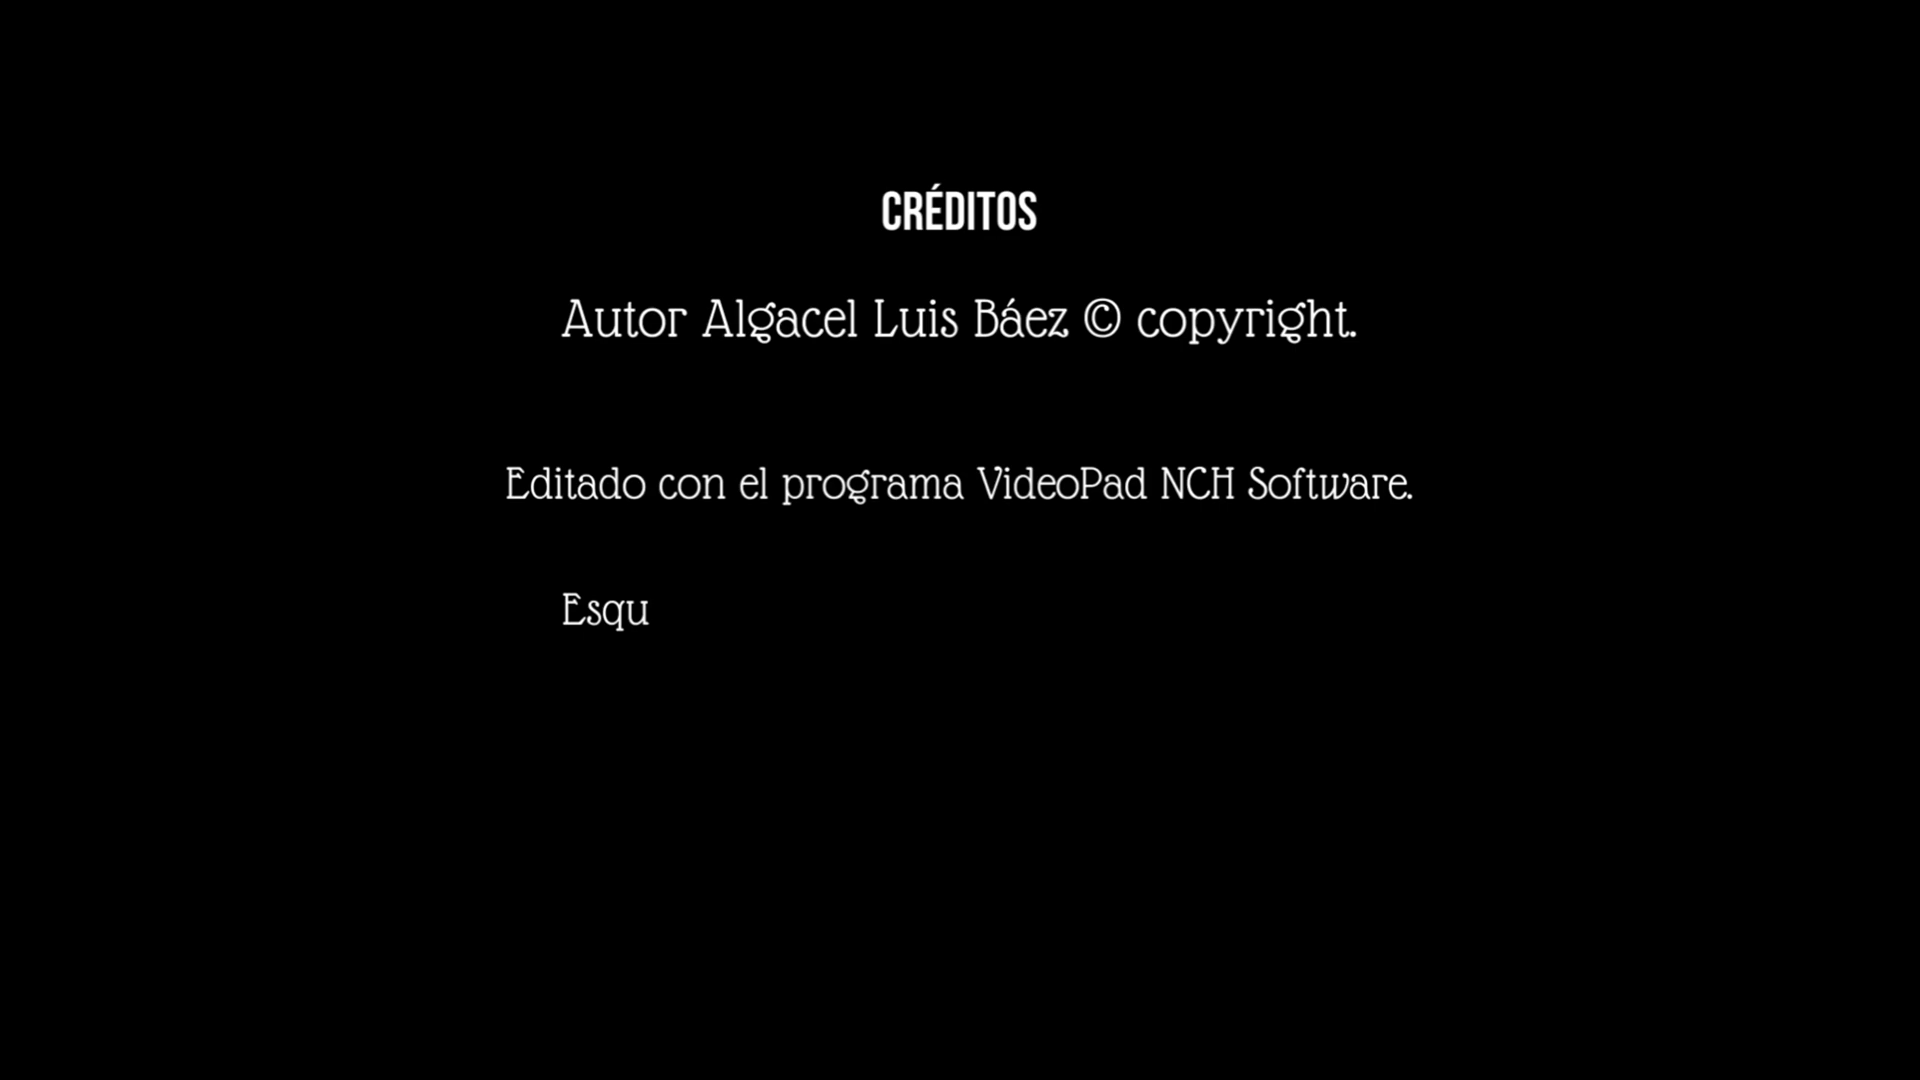 CRÉDITOS
Autor Algacel Luis Báez © copyright.
Editado con el programa VideoPad NCH Software.
Esqu